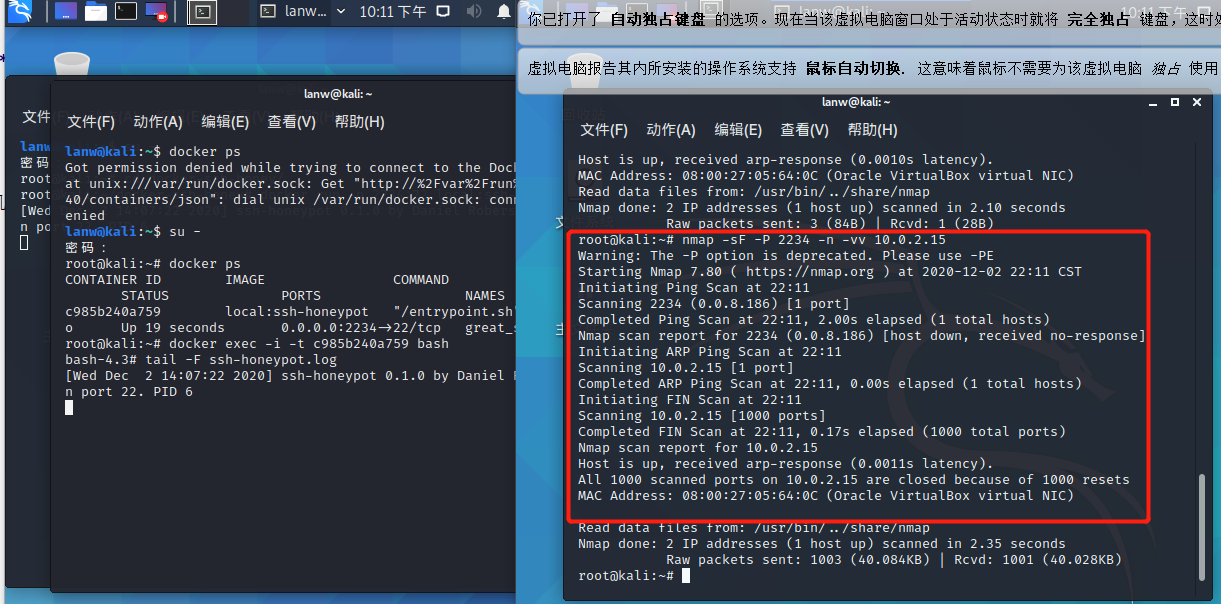 lanw...
10:11 下午
你已打开了 自动独占键盘 的选项。现在当该虚拟电脑窗口处于活动状态时就将 完全独占 键盘，这时
虚拟电脑报告其内所安装的操作系统支持 鼠标自动切换. 这意味着鼠标不需要为该虚拟电脑 独占 使用
文件
lanw
密码
root
root
[Wed
n po
lanw@kali: ~
文件(F) 动作(A) 编辑(E) 查看(V) 帮助(H)
lanw@kali:~$ docker ps
Got permission denied while trying to connect to the Doc
at unix:///var/run/docker.sock: Get "http://%2Fvar%2Frun%
40/containers/json": dial unix /var/run/docker.sock: con
enied
lanw@kali:~$ su -
密码：
root@kali:~# docker ps
CONTAINER ID IMAGE COMMAND
STATUS PORTS NAMES
c985b240a759 local:ssh-honeypot "/entrypoint.sh"
o Up 19 seconds 0.0.0.0:2234→22/tcp great_
root@kali:~# docker exec -i -t c985b240a759 bash
bash-4.3# tail -F ssh-honeypot.log
[Wed Dec  2 14:07:22 2020] ssh-honeypot 0.1.0 by Daniel
n port 22. PID 6
lanw@kali: ~
文件(F) 动作(A) 编辑(E) 查看(V) 帮助(H)
Host is up, received arp-response (0.0010s latency).
MAC Address: 08:00:27:05:64:0C (Oracle VirtualBox virtual NIC)
Read data files from: /usr/bin/../share/nmap
Nmap done: 2 IP addresses (1 host up) scanned in 2.10 seconds
Raw packets sent: 3 (84B) | Rcvd: 1 (28B)
root@kali:~# nmap -sF -P 2234 -n -vv 10.0.2.15
Warning: The -P option is deprecated. Please use -PE
Starting Nmap 7.80 ( https://nmap.org ) at 2020-12-02 22:11 CST
Initiating Ping Scan at 22:11
Scanning 2234 (0.0.8.186) [1 port]
Completed Ping Scan at 22:11, 2.00s elapsed (1 total hosts)
Nmap scan report for 2234 (0.0.8.186) [host down, received no-response]
Initiating ARP Ping Scan at 22:11
Scanning 10.0.2.15 [1 port]
Completed ARP Ping Scan at 22:11, 0.00s elapsed (1 total hosts)
Initiating FIN Scan at 22:11
Scanning 10.0.2.15 [1000 ports]
Completed FIN Scan at 22:11, 0.17s elapsed (1000 total ports)
Nmap scan report for 10.0.2.15
Host is up, received arp-response (0.0011s latency).
All 1000 scanned ports on 10.0.2.15 are closed because of 1000 resets
MAC Address: 08:00:27:05:64:0C (Oracle VirtualBox virtual NIC)
Read data files from: /usr/bin/../share/nmap
Nmap done: 2 IP addresses (1 host up) scanned in 2.35 seconds
Raw packets sent: 1003 (40.084KB) | Rcvd: 1001 (40.028KB)
root@kali:~#